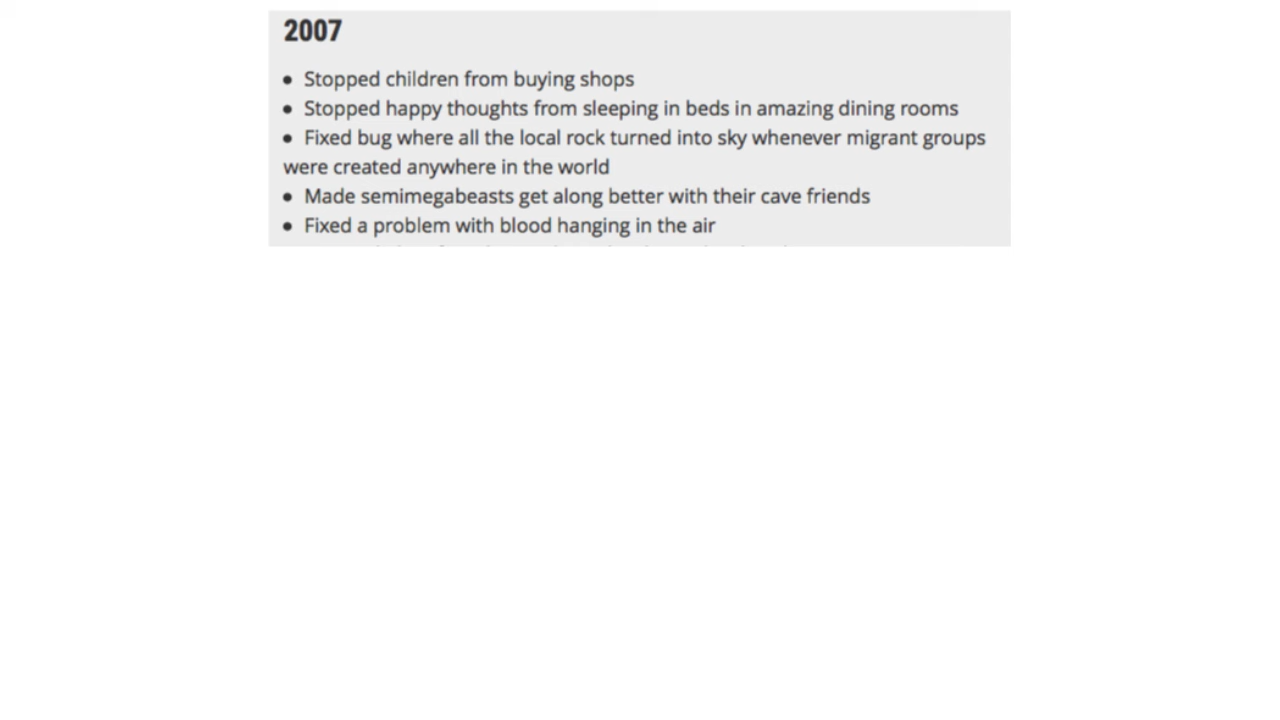 2007
• Stopped children from buying shops
• Stopped happy thoughts from sleeping in beds in amazing dining rooms
• Fixed bug where all the local rock turned into sky whenever migrant groups
were created anywhere in the world
• Made semimegabeasts get along better with their cave friends
• Fixed a problem with blood hanging in the air